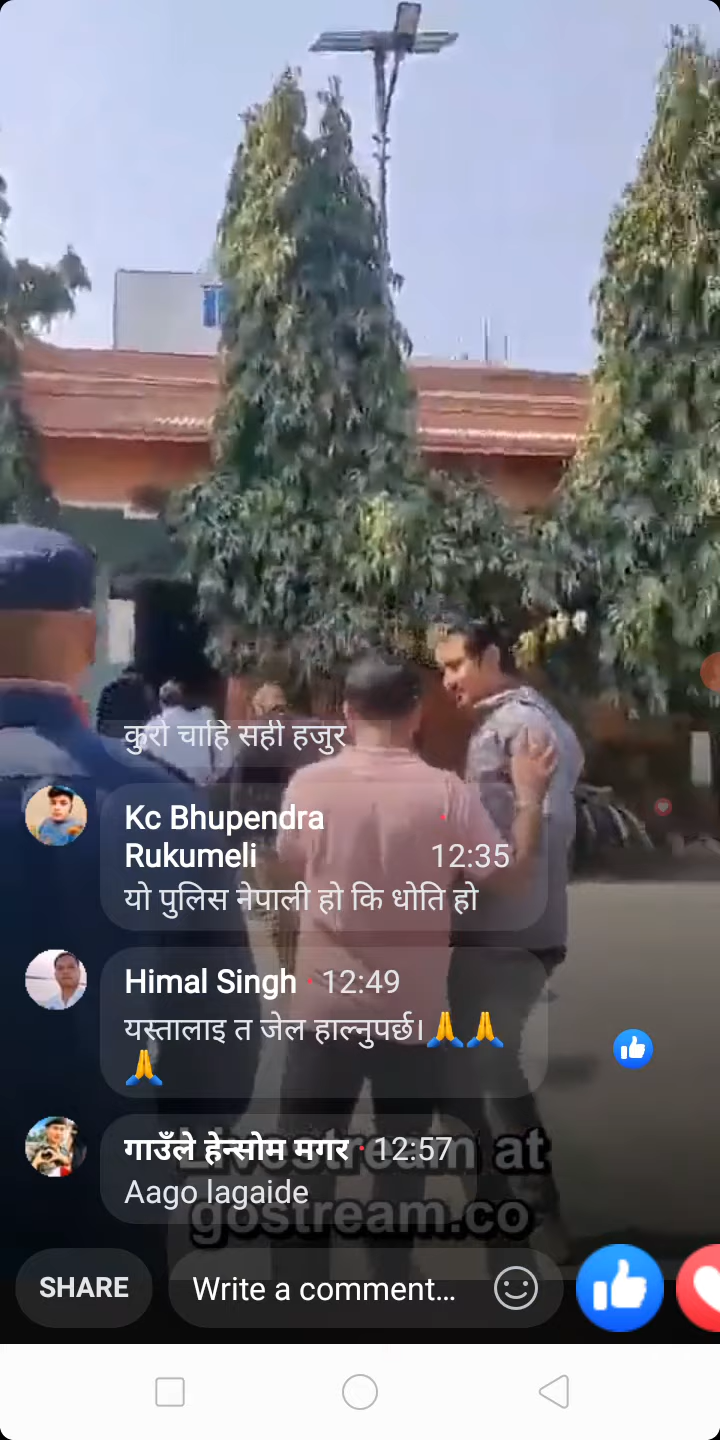 कुरो चाहि सही हजुर
Kc Bhupendra
Rukumeli 12:35
यो पुलिस नेपाली हो कि धोति हो
Himal Singh · 12:49
यस्तालाइ त जेल हाल्नुपर्छ।🙏🙏
🙏
गाउँले हेन्सोम मगर · 12:57
Aago lagaide
Livestream at
gostream.co
SHARE
Write a comment...